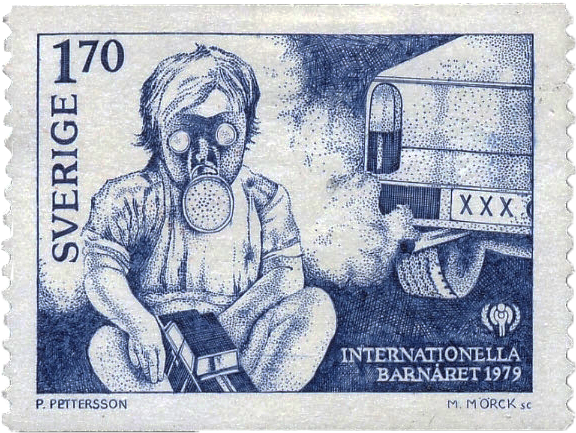 1.70
SVERIGE
XXX
INTERNATIONELLA
BARNÅRET 1979
P. PETTERSSON
M. MÖRCK SC